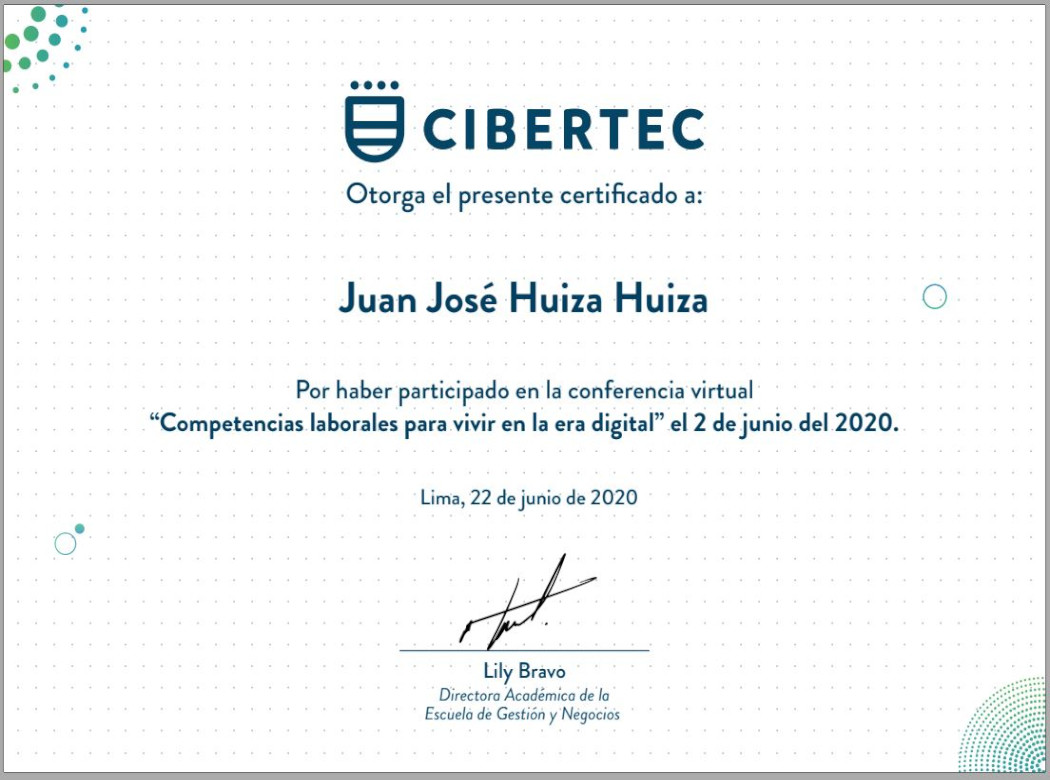 CIBERTEC
Otorga el presente certificado a:
Juan José Huiza Huiza
Por haber participado en la conferencia virtual
“Competencias laborales para vivir en la era digital” el 2 de junio del 2020.
Lima, 22 de junio de 2020
Lily Bravo
Directora Académica de la
Escuela de Gestión y Negocios